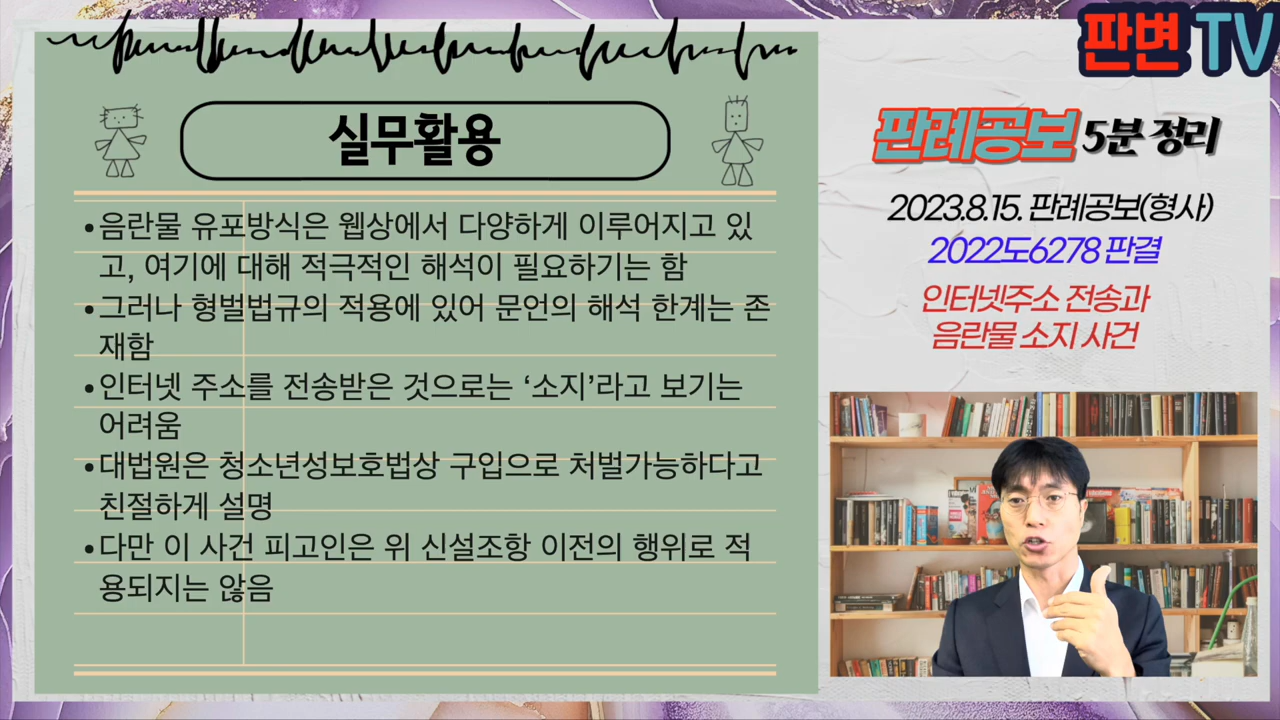 판변 TV
실무활용
•음란물 유포방식은 웹상에서 다양하게 이루어지고 있
고, 여기에 대해 적극적인 해석이 필요하기는 함
•그러나 형벌법규의 적용에 있어 문언의 해석 한계는 존
재함
•인터넷 주소를 전송받은 것으로는 ‘소지’라고 보기는
어려움
•대법원은 청소년성보호법상 구입으로 처벌가능하다고
친절하게 설명
•다만 이 사건 피고인은 위 신설조항 이전의 행위로 적
용되지는 않음
판례공보 5분 정리
2023.8.15. 판례공보(형사)
2022도6278 판결
인터넷주소 전송과
음란물 소지 사건